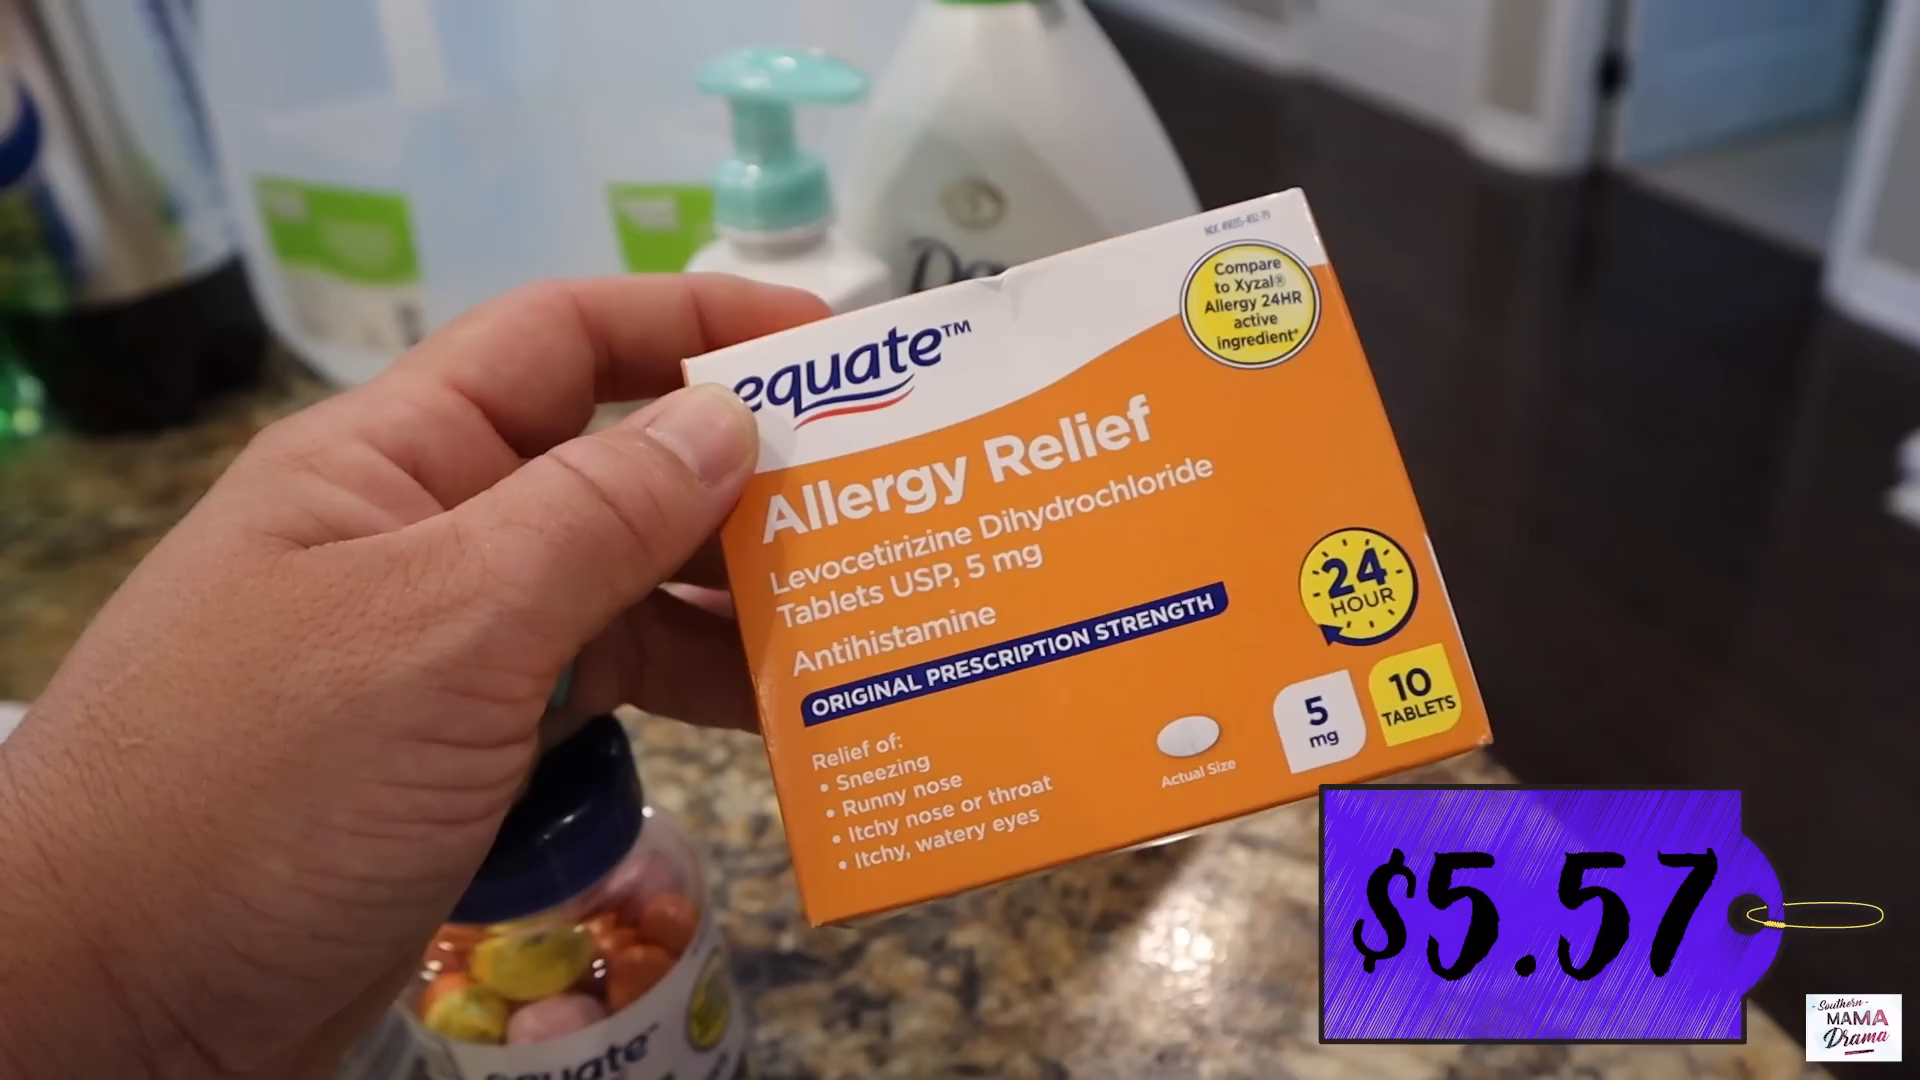 Compare
to Xyzal®
Allergy 24HR
active
ingredient*
equate™
Allergy Relief
Levocetirizine Dihydrochloride
Tablets USP, 5 mg
Antihistamine
ORIGINAL PRESCRIPTION STRENGTH
24
HOUR
5
mg
10
TABLETS
Relief of:
• Sneezing
• Runny nose
• Itchy nose or throat
• Itchy, watery eyes
Actual Size
$5.57
equate™
- Southern -
MAMA
Drama